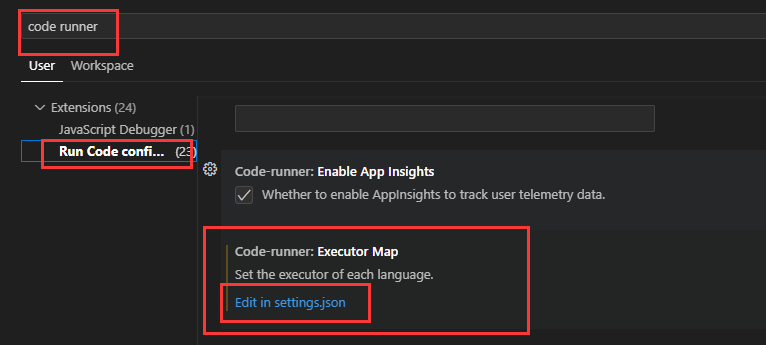 code runner
User Workspace
Extensions (24)
JavaScript Debugger (1)
Run Code confi... (23)
Code-runner: Enable App Insights
Whether to enable AppInsights to track user telemetry data.
Code-runner: Executor Map
Set the executor of each language.
Edit in settings.json